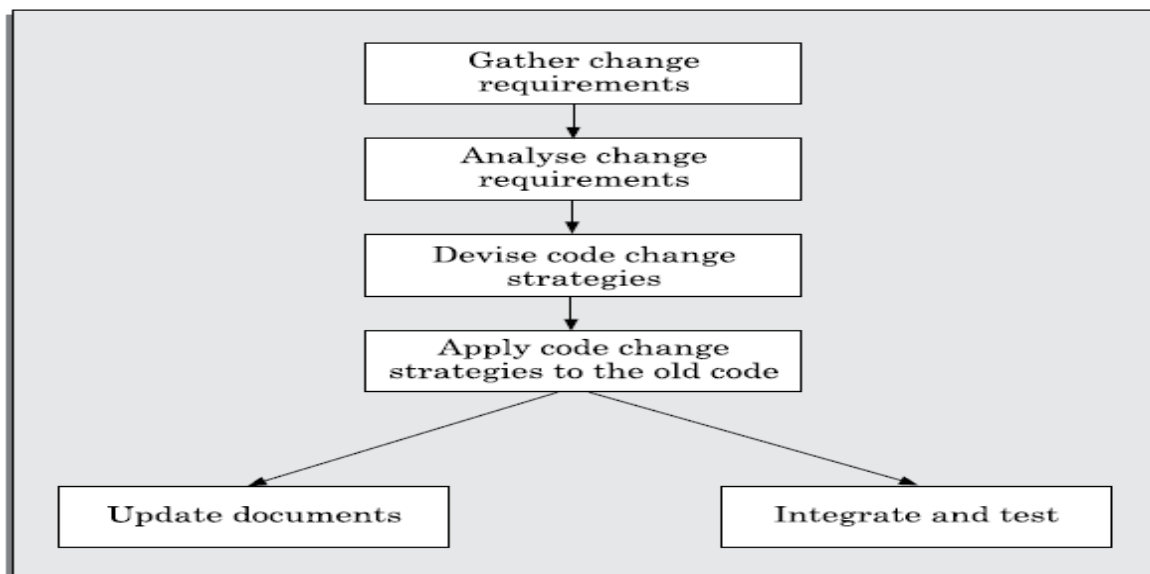 Gather change
requirements
Analyse change
requirements
Devise code change
strategies
Apply code change
strategies to the old code
Update documents
Integrate and test